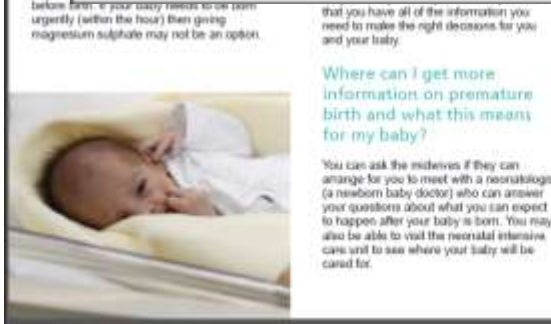 before birth. If your baby needs to be born
urgently (within the hour) then giving
magnesium sulphate may not be an option.
that you have all of the information you
need to make the right decisions for you
and your baby.
Where can I get more
information on premature
birth and what this means
for my baby?
You can ask the midwives if they can
arrange for you to meet with a neonatologis
(a newborn baby doctor) who can answer
your questions about what you can expect
to happen after your baby is born. You may
also be able to visit the neonatal intensive
care unit to see where your baby will be
cared for.